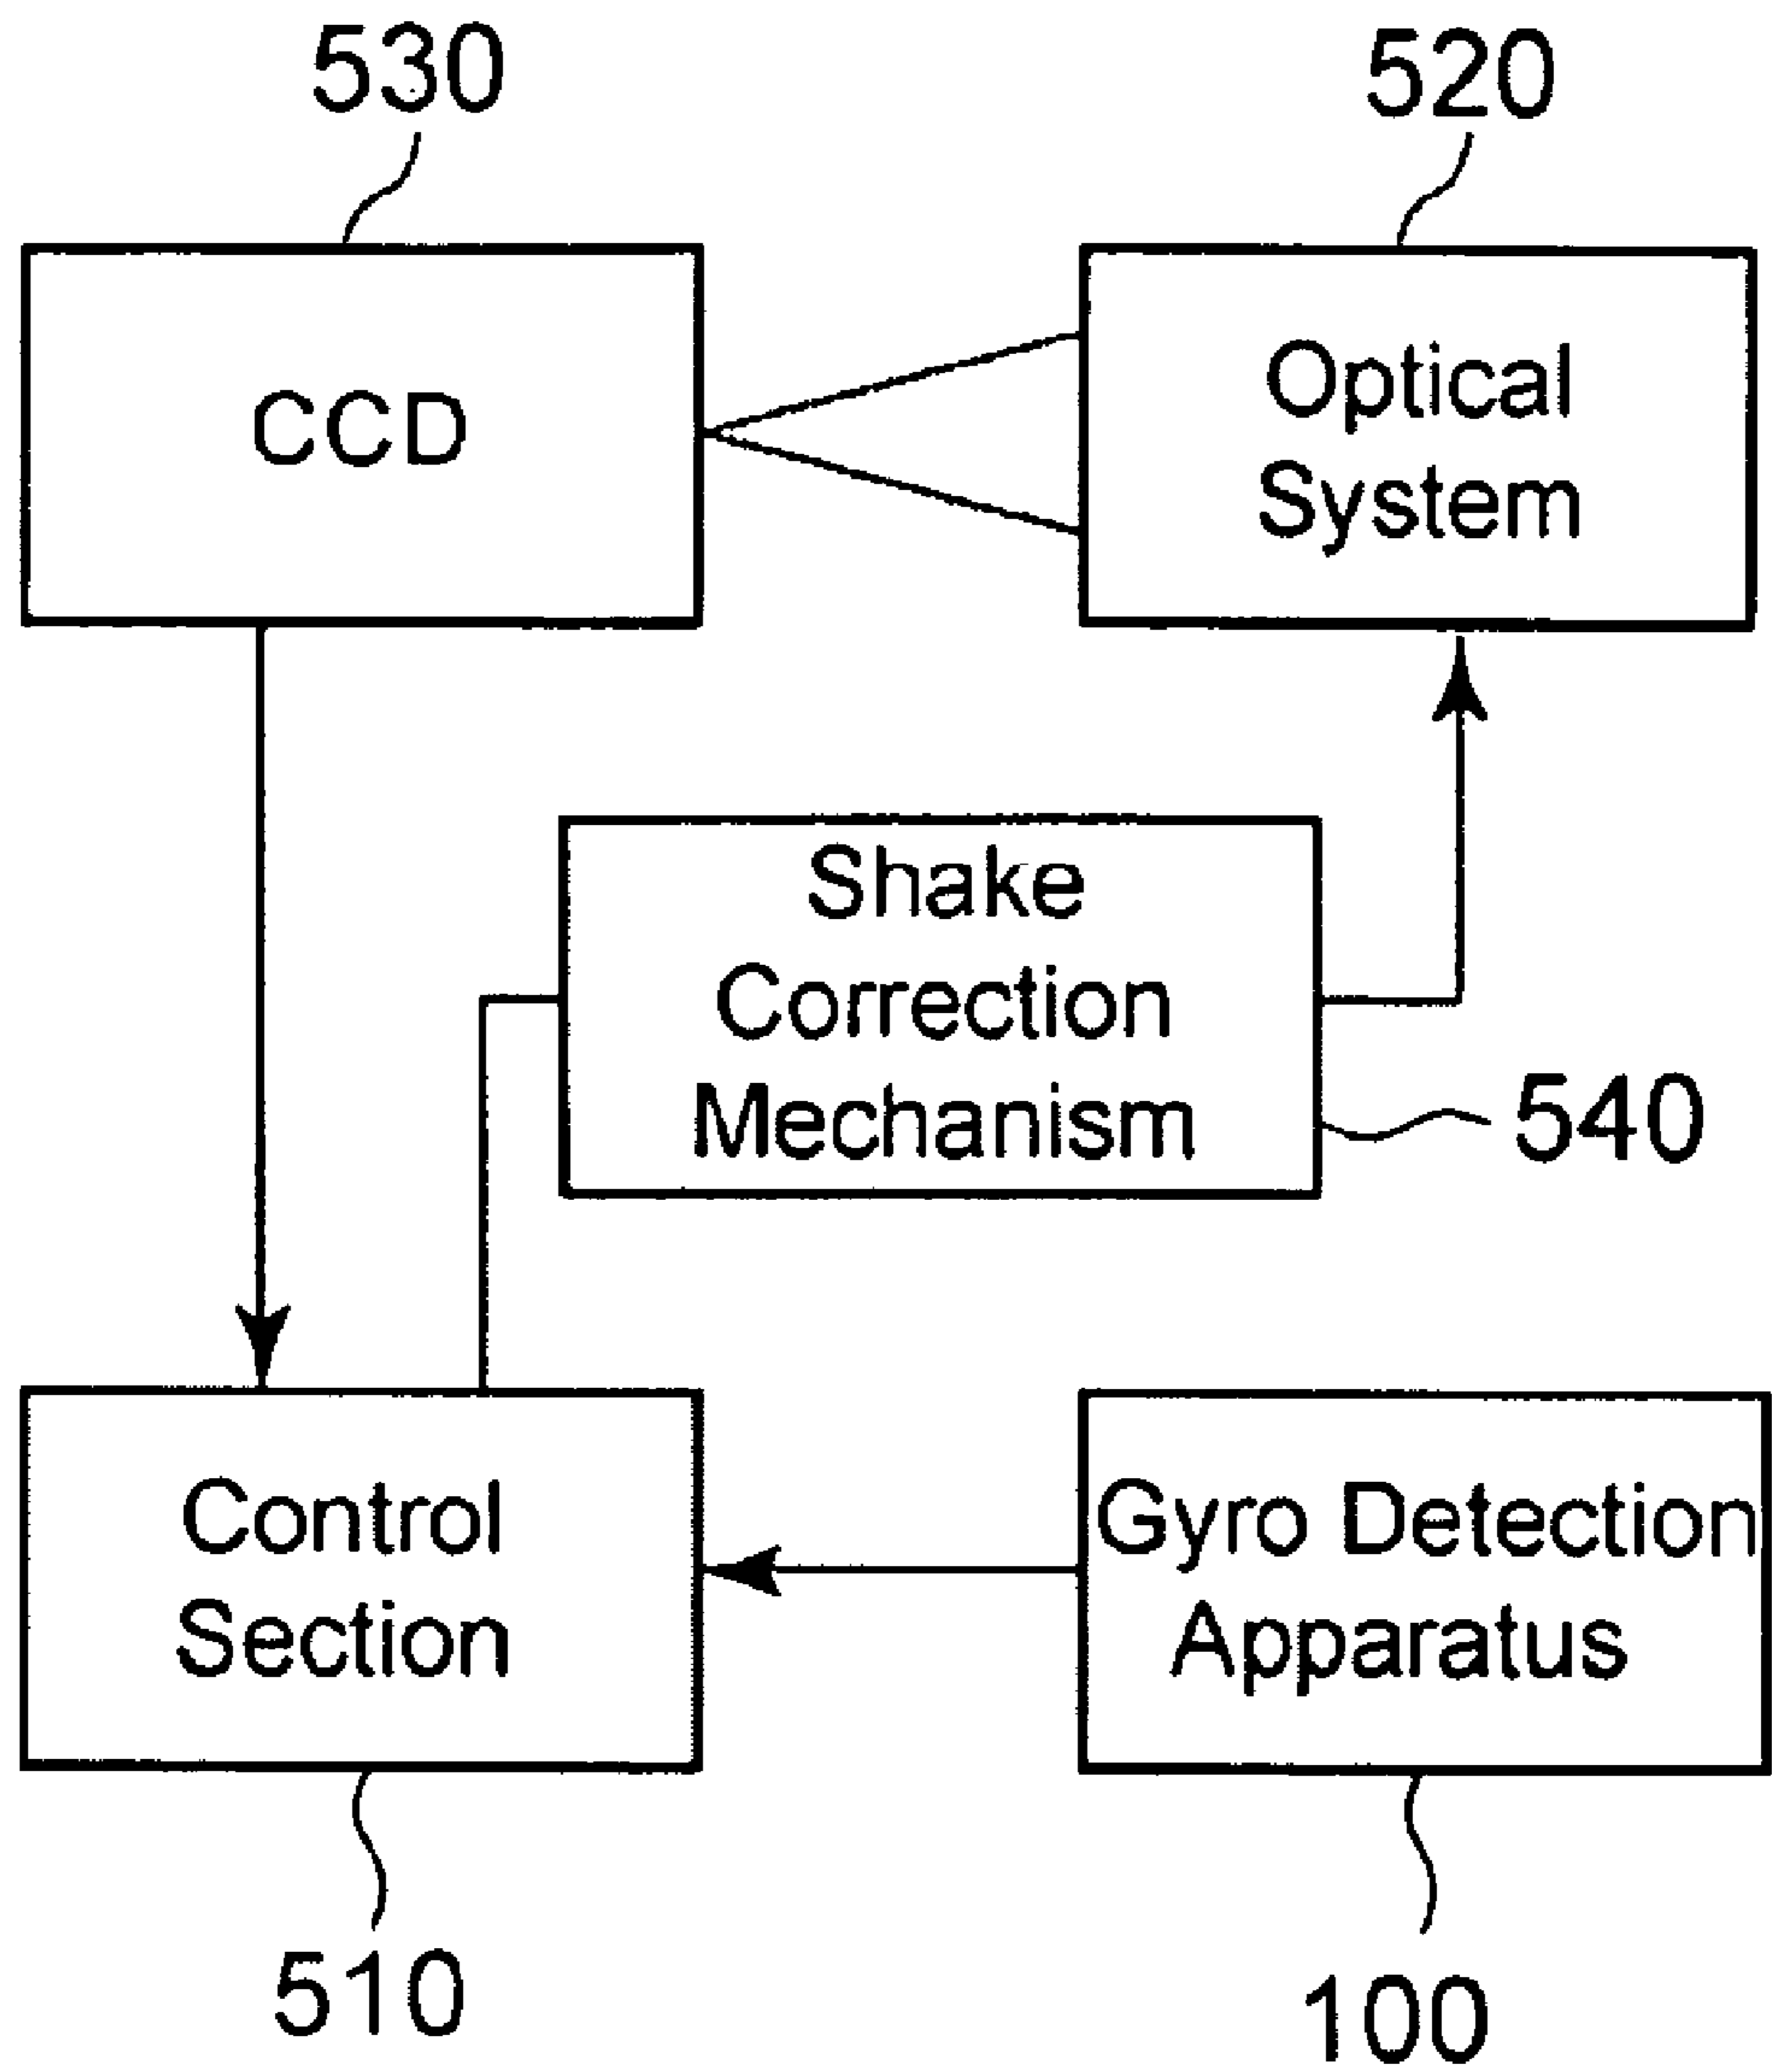 530
520
CCD
Optical
System
Shake
Correction
Mechanism
540
Control
Section
Gyro Detection
Apparatus
510
100